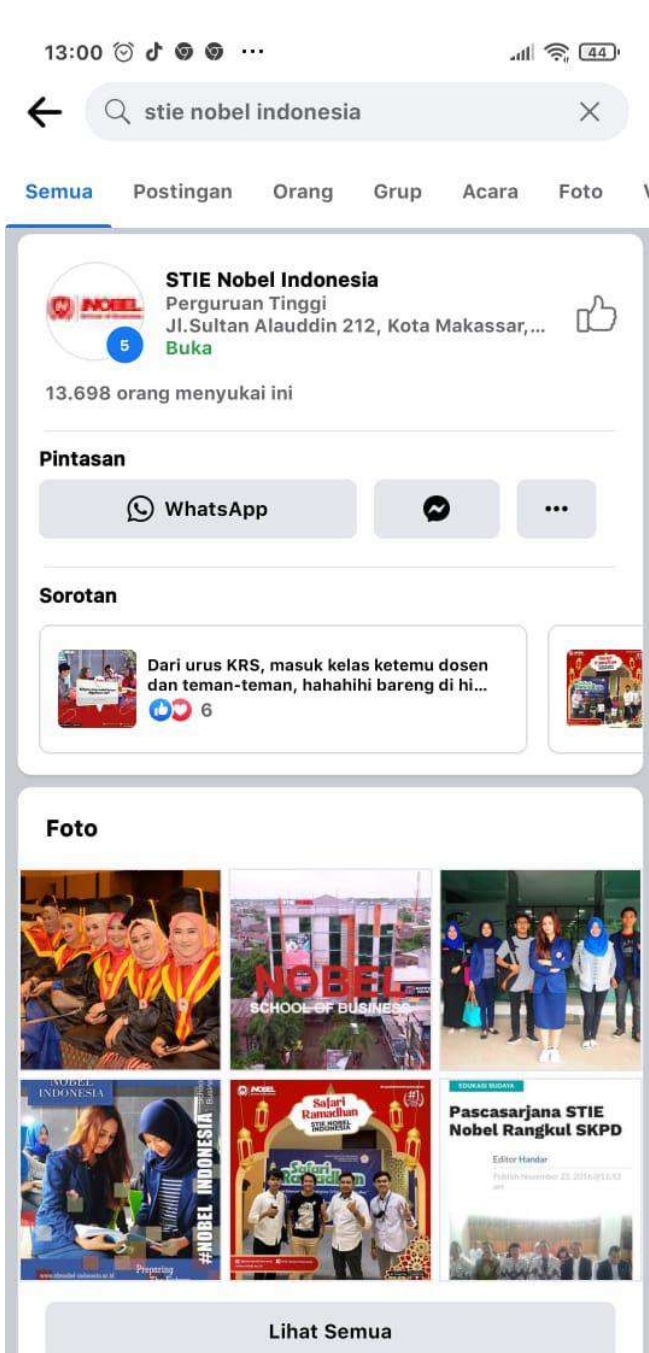 13:00
44
stie nobel indonesia
Semua Postingan Orang Grup Acara Foto
NOBEL
5
STIE Nobel Indonesia
Perguruan Tinggi
Jl.Sultan Alauddin 212, Kota Makassar,...
Buka
13.698 orang menyukai ini
Pintasan
WhatsApp
...
Sorotan
Dari urus KRS, masuk kelas ketemu dosen
dan teman-teman, hahahihi bareng di hi...
6
Foto
NOBEL
SCHOOL OF BUSINESS
NOBEL
INDONESIA
#NOBEL INDONESIA
Preparing
NOBEL
#1
Safari
Ramadhan
STIE NOBEL
INDONESIA
Safari
Ramadhan
EDUKASI BUDAYA
Pascasarjana STIE
Nobel Rangkul SKPD
Editor Handar
Lihat Semua